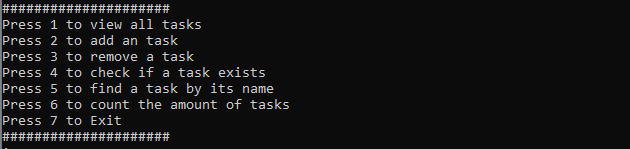 #####################
Press 1 to view all tasks
Press 2 to add an task
Press 3 to remove a task
Press 4 to check if a task exists
Press 5 to find a task by its name
Press 6 to count the amount of tasks
Press 7 to Exit
#####################